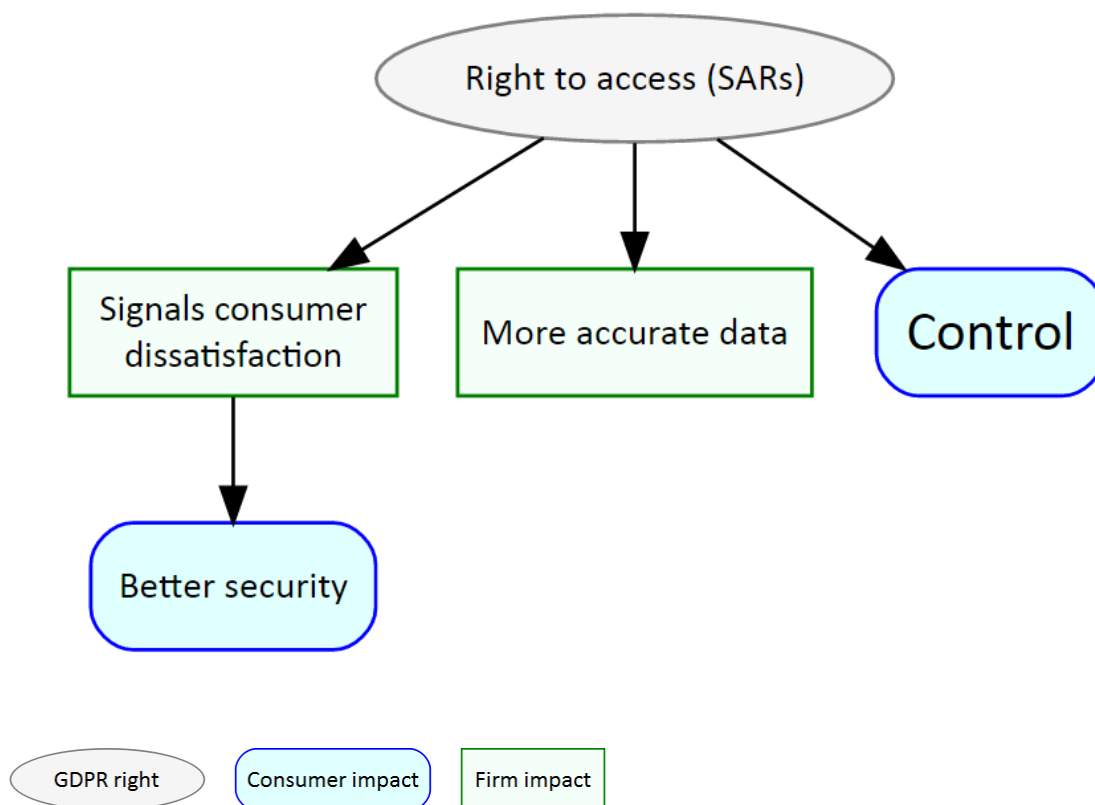 Right to access (SARs)
Signals consumer
dissatisfaction
More accurate data
Control
Better security
GDPR right
Consumer impact
Firm impact